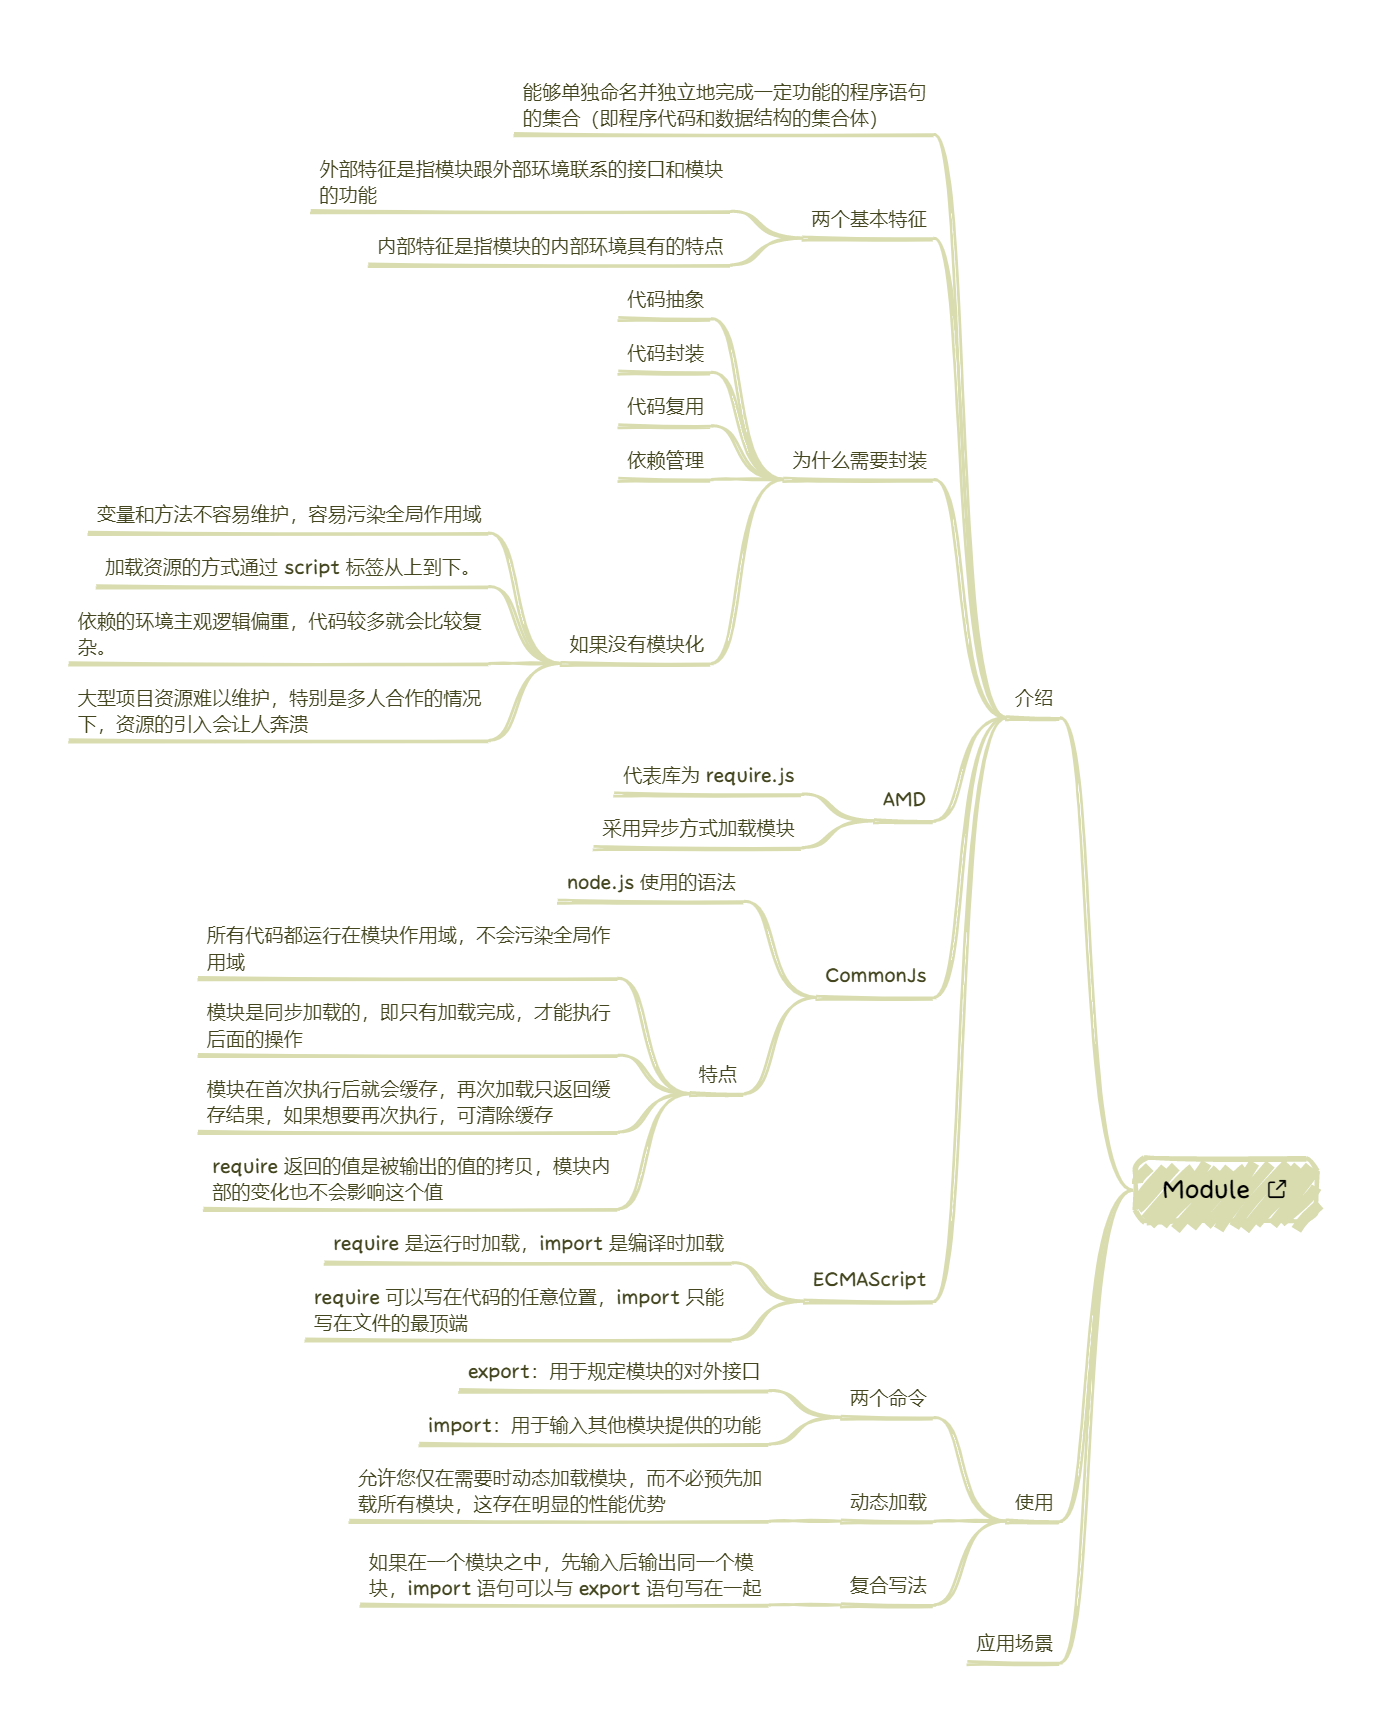 能够单独命名并独立地完成一定功能的程序语句
的集合（即程序代码和数据结构的集合体）
外部特征是指模块跟外部环境联系的接口和模块
的功能
两个基本特征
内部特征是指模块的内部环境具有的特点
代码抽象
代码封装
代码复用
依赖管理
为什么需要封装
变量和方法不容易维护，容易污染全局作用域
加载资源的方式通过 script 标签从上到下。
依赖的环境主观逻辑偏重，代码较多就会比较复
杂。
如果没有模块化
大型项目资源难以维护，特别是多人合作的情况
下，资源的引入会让人奔溃
介绍
代表库为 require.js
AMD
采用异步方式加载模块
node.js 使用的语法
所有代码都运行在模块作用域，不会污染全局作
用域
CommonJs
模块是同步加载的，即只有加载完成，才能执行
后面的操作
特点
模块在首次执行后就会缓存，再次加载只返回缓
存结果，如果想要再次执行，可清除缓存
require 返回的值是被输出的值的拷贝，模块内
部的变化也不会影响这个值
Module
require 是运行时加载，import 是编译时加载
ECMAScript
require 可以写在代码的任意位置，import 只能
写在文件的最顶端
export：用于规定模块的对外接口
两个命令
import：用于输入其他模块提供的功能
允许您仅在需要时动态加载模块，而不必预先加
载所有模块，这存在明显的性能优势
动态加载
使用
如果在一个模块之中，先输入后输出同一个模
块，import 语句可以与 export 语句写在一起
复合写法
应用场景